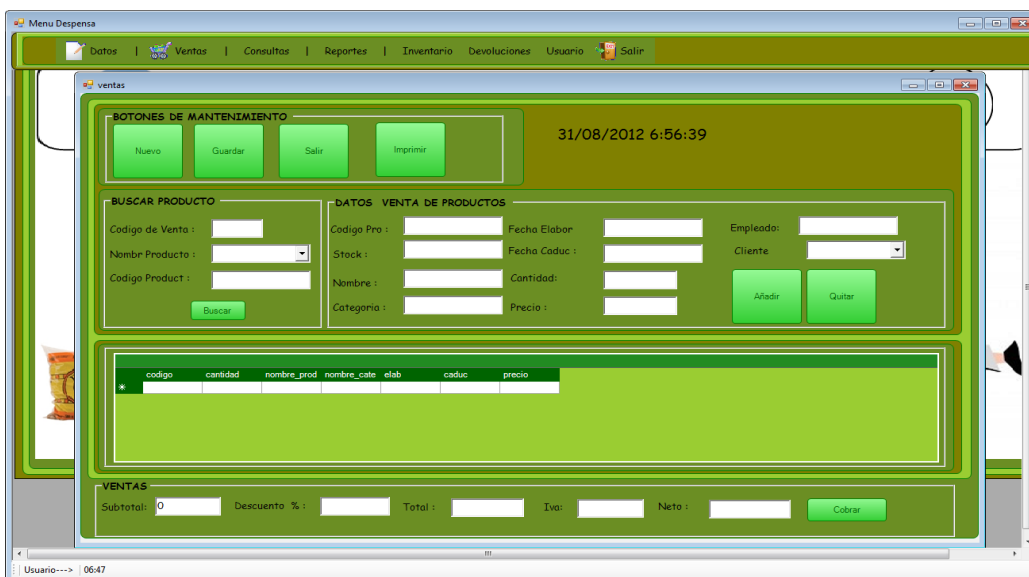 Menu Despensa
Datos | Ventas | Consultas | Reportes | Inventario Devoluciones Usuario Salir
ventas
BOTONES DE MANTENIMIENTO
Nuevo Guardar Salir Imprimir
31/08/2012 6:56:39
BUSCAR PRODUCTO
Codigo de Venta :
Nombr Producto :
Codigo Product :
Buscar
DATOS VENTA DE PRODUCTOS
Codigo Pro : Fecha Elabor Empleado:
Stock : Fecha Caduc : Cliente
Nombre : Cantidad:
Categoria : Precio :
Añadir Quitar
codigo cantidad nombre_prod nombre_cate elab caduc precio
VENTAS
Subtotal: 0 Descuento % : Total : Iva: Neto : Cobrar
Usuario---> 06:47